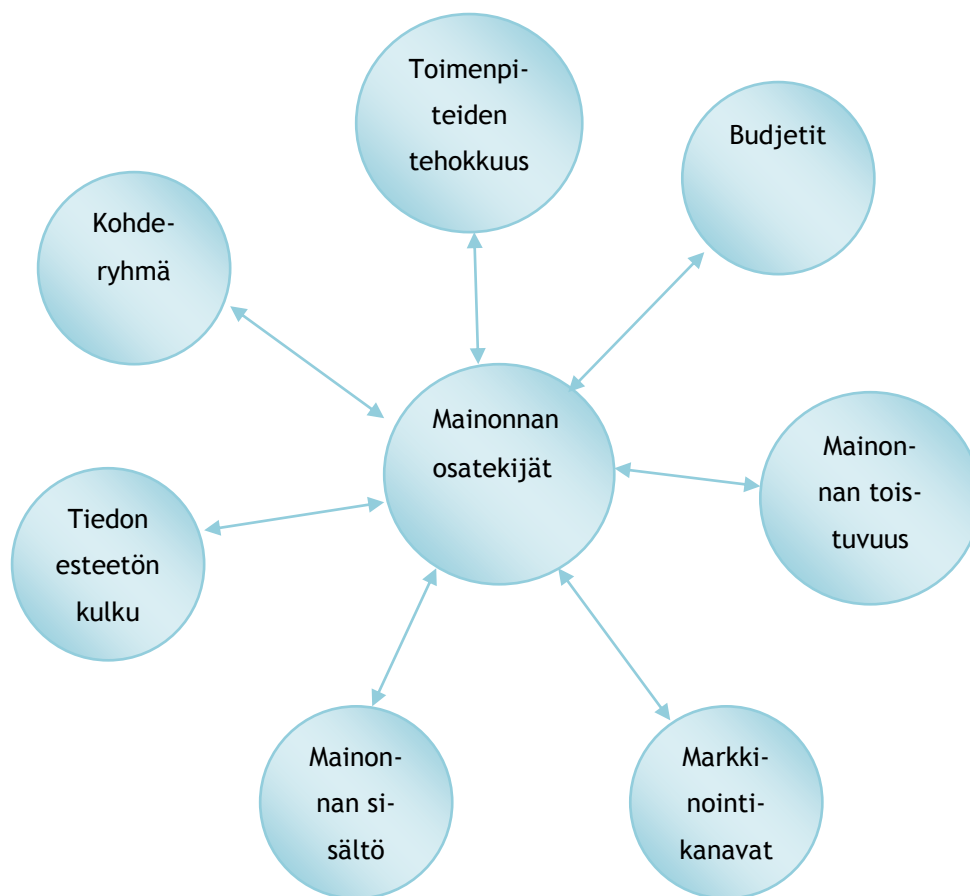 Toimenpi-
teiden
tehokkuus
Budjetit
Kohde-
ryhmä
Mainonnan
osatekijät
Mainon-
nan tois-
tuvuus
Tiedon
esteetön
kulku
Mainon-
nan si-
sältö
Markki-
nointi-
kanavat